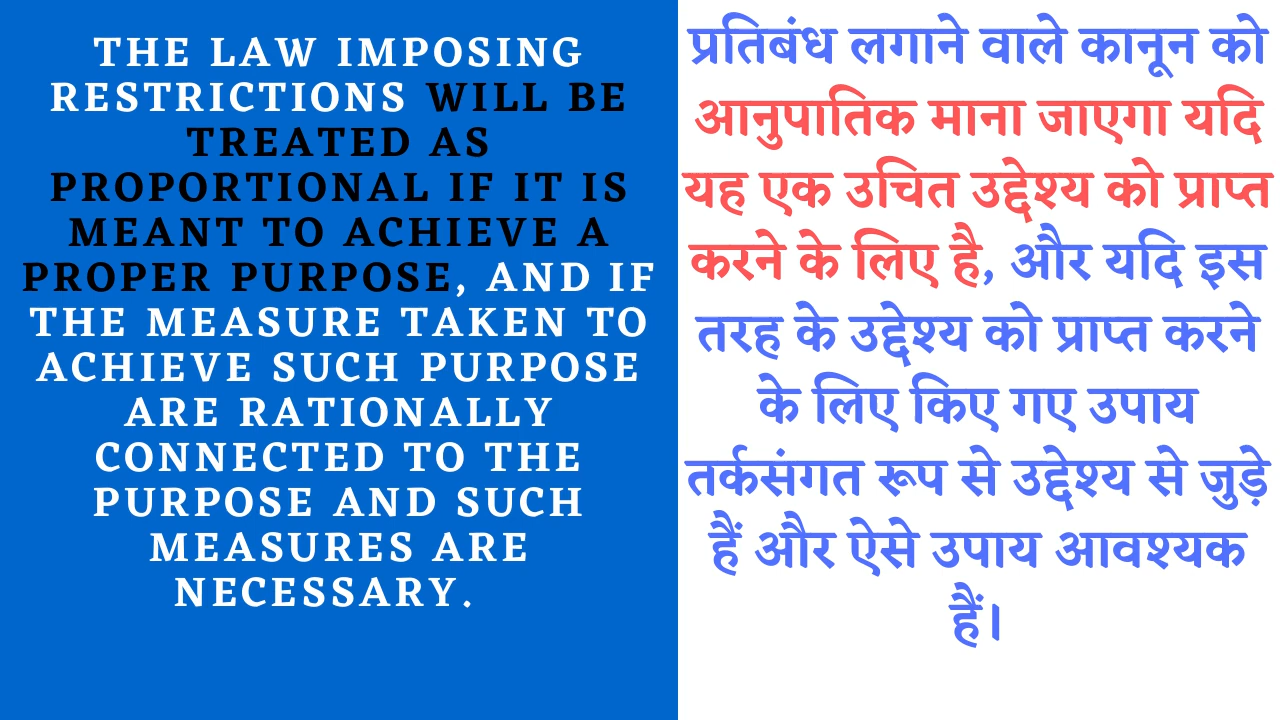 THE LAW IMPOSING
RESTRICTIONS WILL BE
TREATED AS
PROPORTIONAL IF IT IS
MEANT TO ACHIEVE A
PROPER PURPOSE, AND IF
THE MEASURE TAKEN TO
ACHIEVE SUCH PURPOSE
ARE RATIONALLY
CONNECTED TO THE
PURPOSE AND SUCH
MEASURES ARE
NECESSARY.
प्रतिबंध लगाने वाले कानून को
आनुपातिक माना जाएगा यदि
यह एक उचित उद्देश्य को प्राप्त
करने के लिए है, और यदि इस
तरह के उद्देश्य को प्राप्त करने
के लिए किए गए उपाय
तर्कसंगत रूप से उद्देश्य से जुड़े
हैं और ऐसे उपाय आवश्यक
हैं।